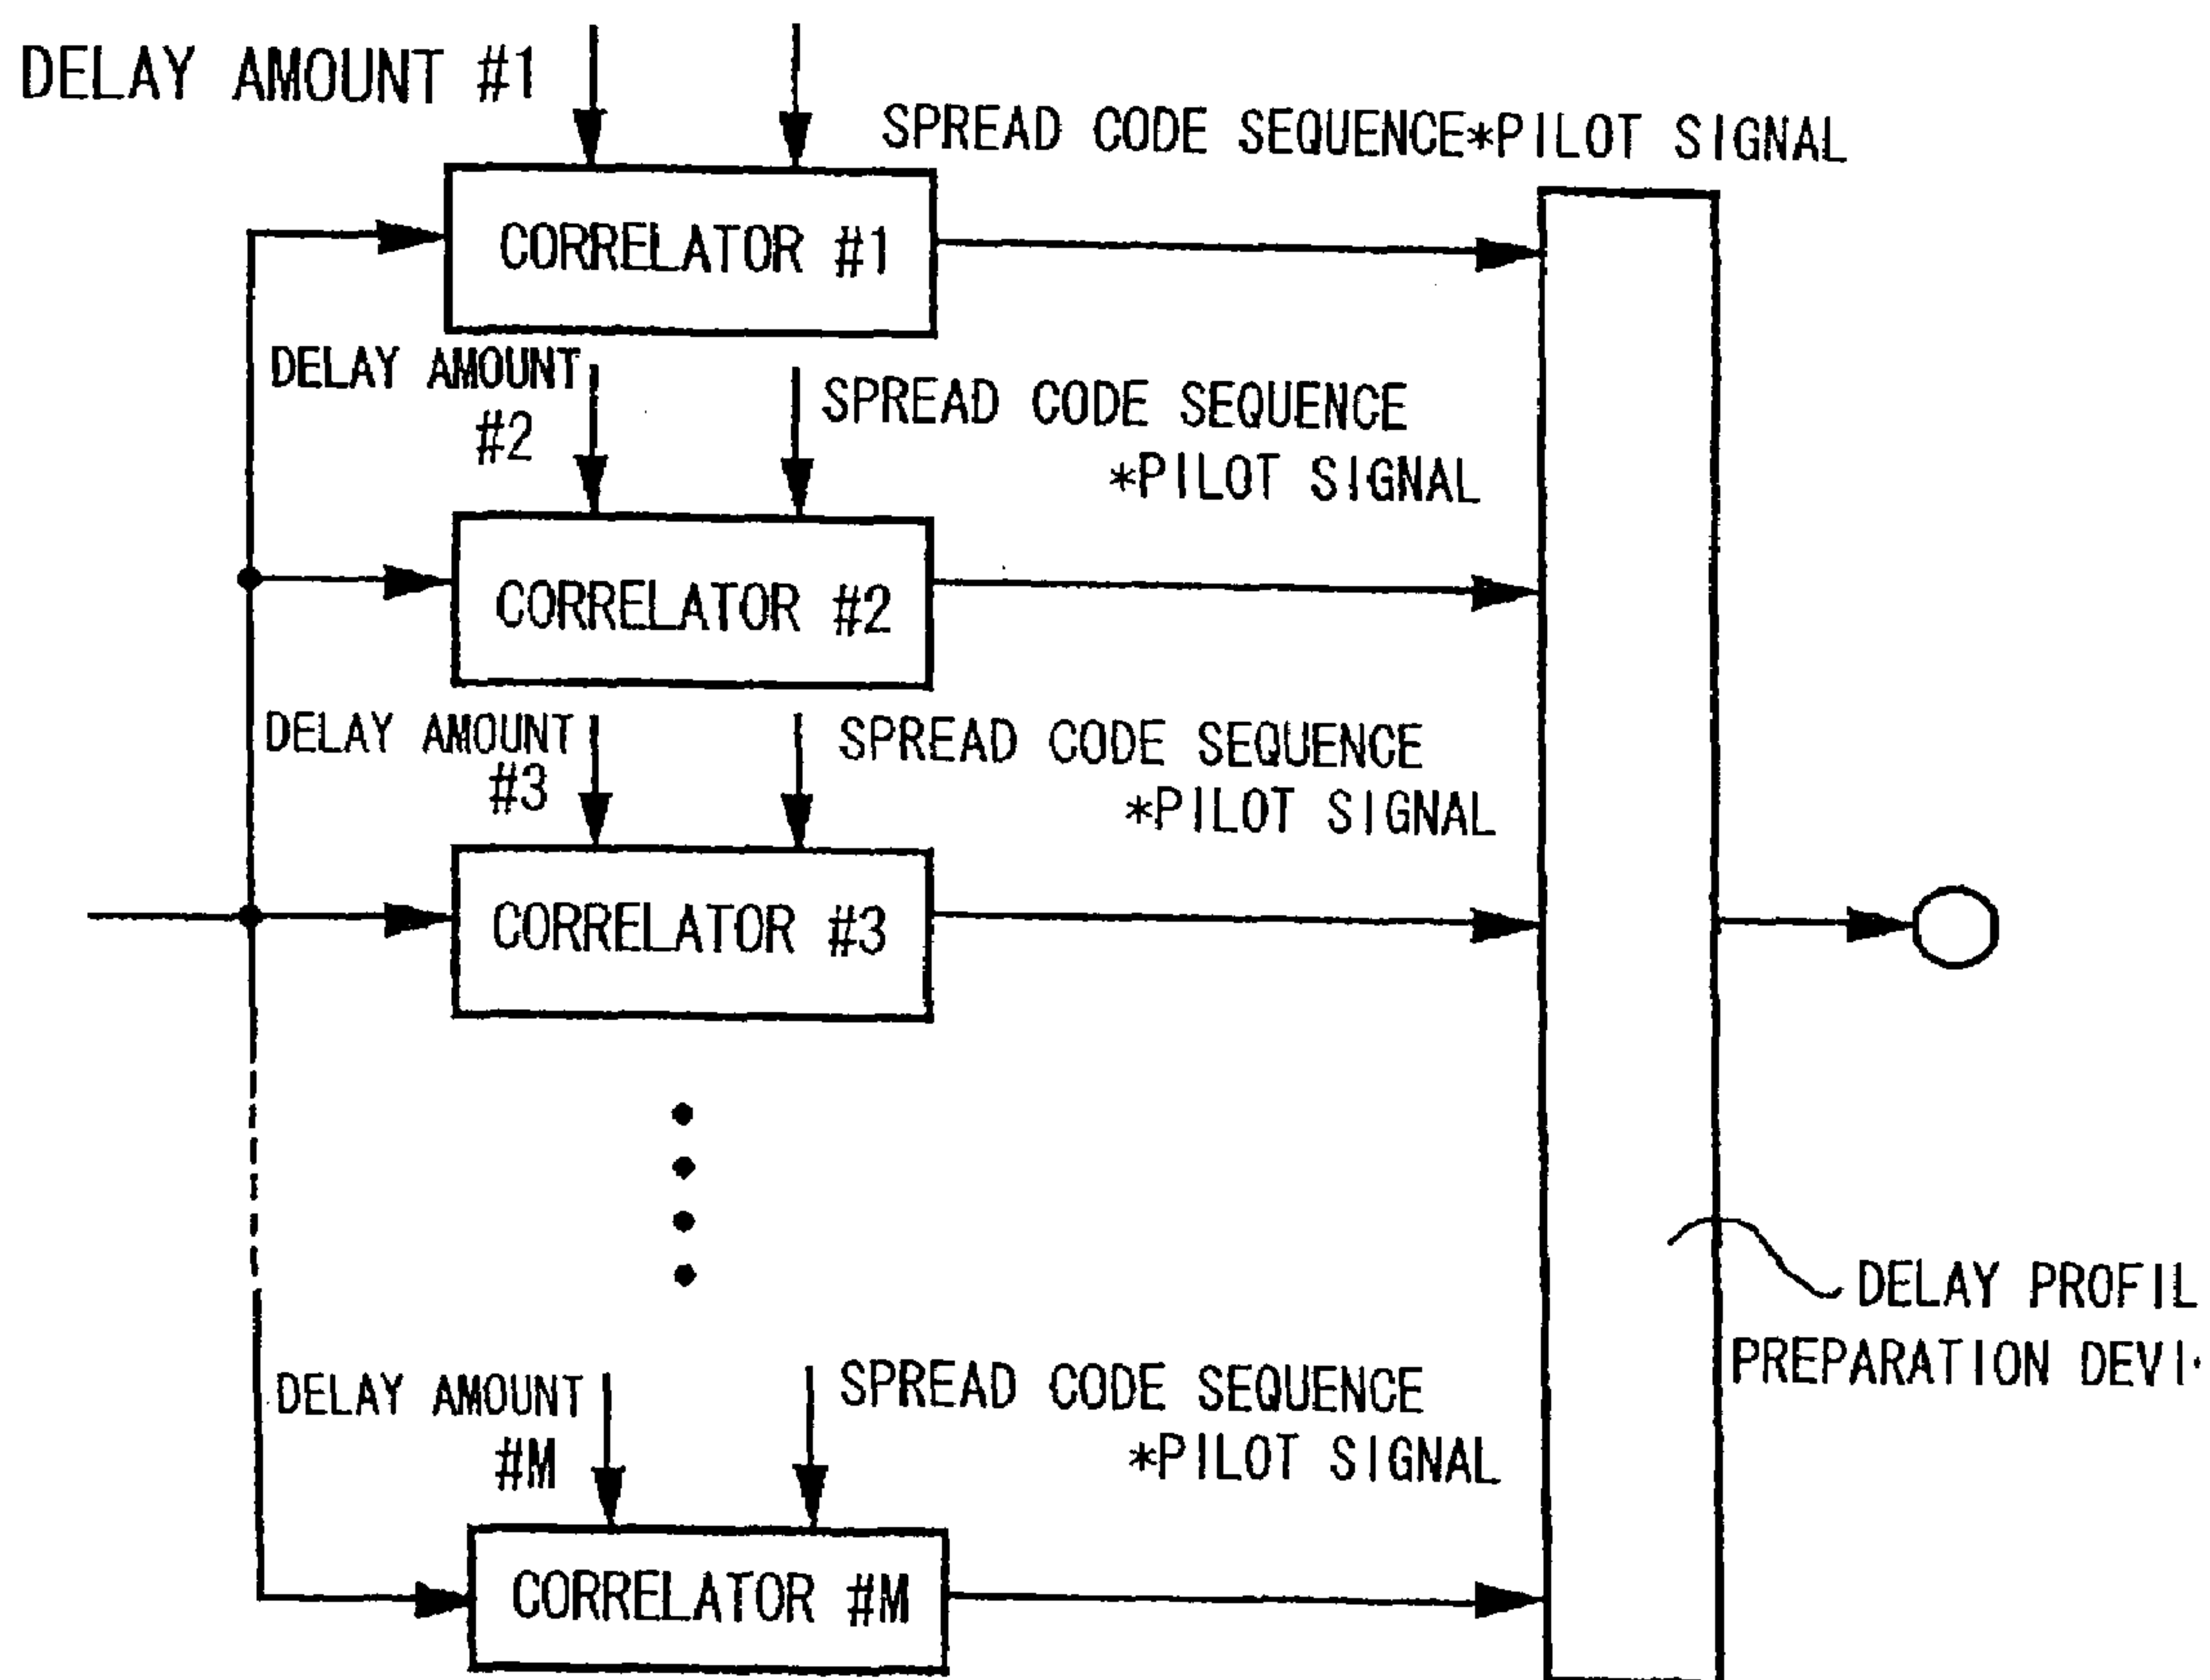 DELAY AMOUNT #1
SPREAD CODE SEQUENCE*PILOT SIGNAL
CORRELATOR #1
DELAY AMOUNT
#2
SPREAD CODE SEQUENCE
*PILOT SIGNAL
CORRELATOR #2
DELAY AMOUNT
#3
SPREAD CODE SEQUENCE
*PILOT SIGNAL
CORRELATOR #3
DELAY PROFIL
PREPARATION DEVI
DELAY AMOUNT
#M
SPREAD CODE SEQUENCE
*PILOT SIGNAL
CORRELATOR #M